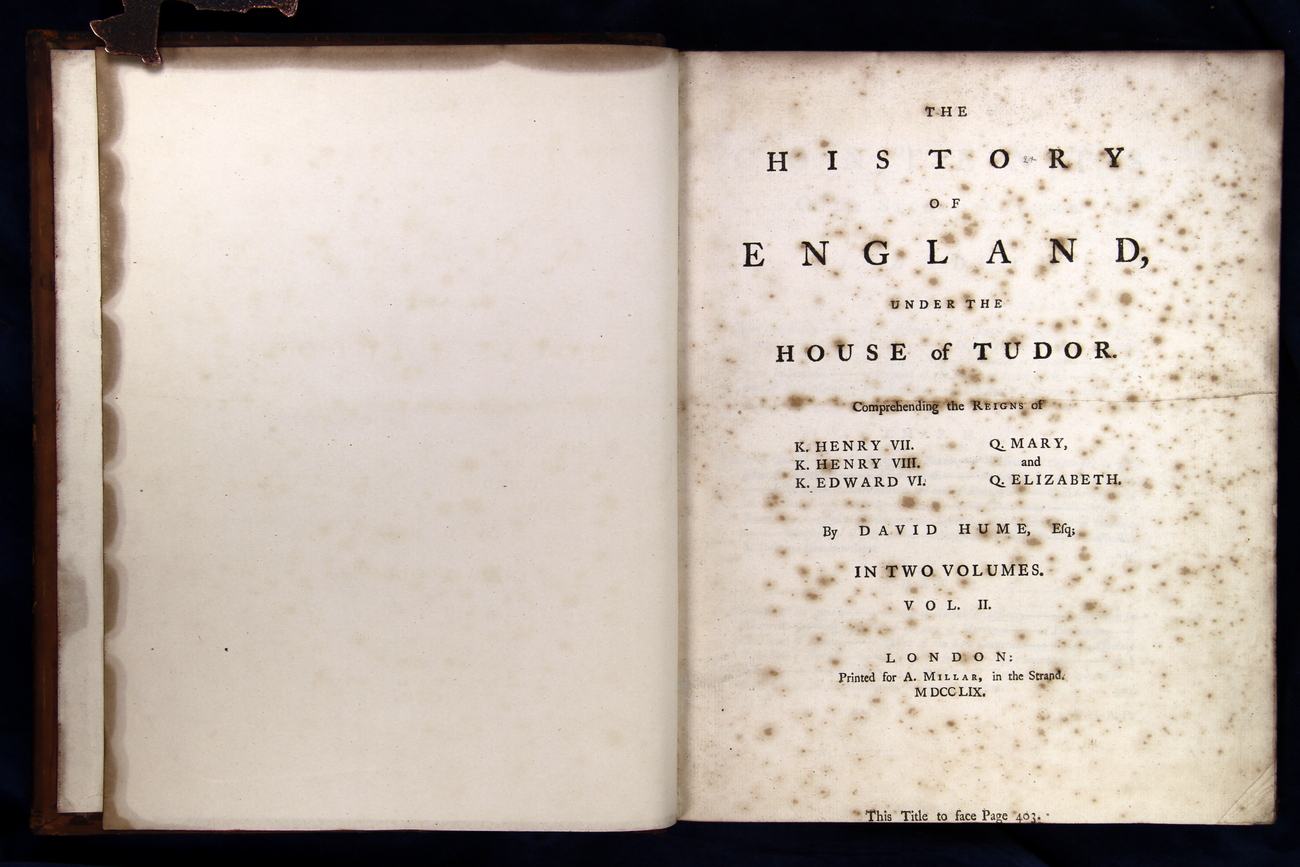 THE
HISTORY
OF
ENGLAND,
UNDER THE
HOUSE of TUDOR.
Comprehending the REIGNS of
K. HENRY VII. Q. MARY,
K. HENRY VIII. and
K. EDWARD VI. Q. ELIZABETH.
By DAVID HUME, Eſq;
IN TWO VOLUMES.
VOL. II.
LONDON:
Printed for A. MILLAR, in the Strand.
M DCC LIX.
This Title to face Page 403.